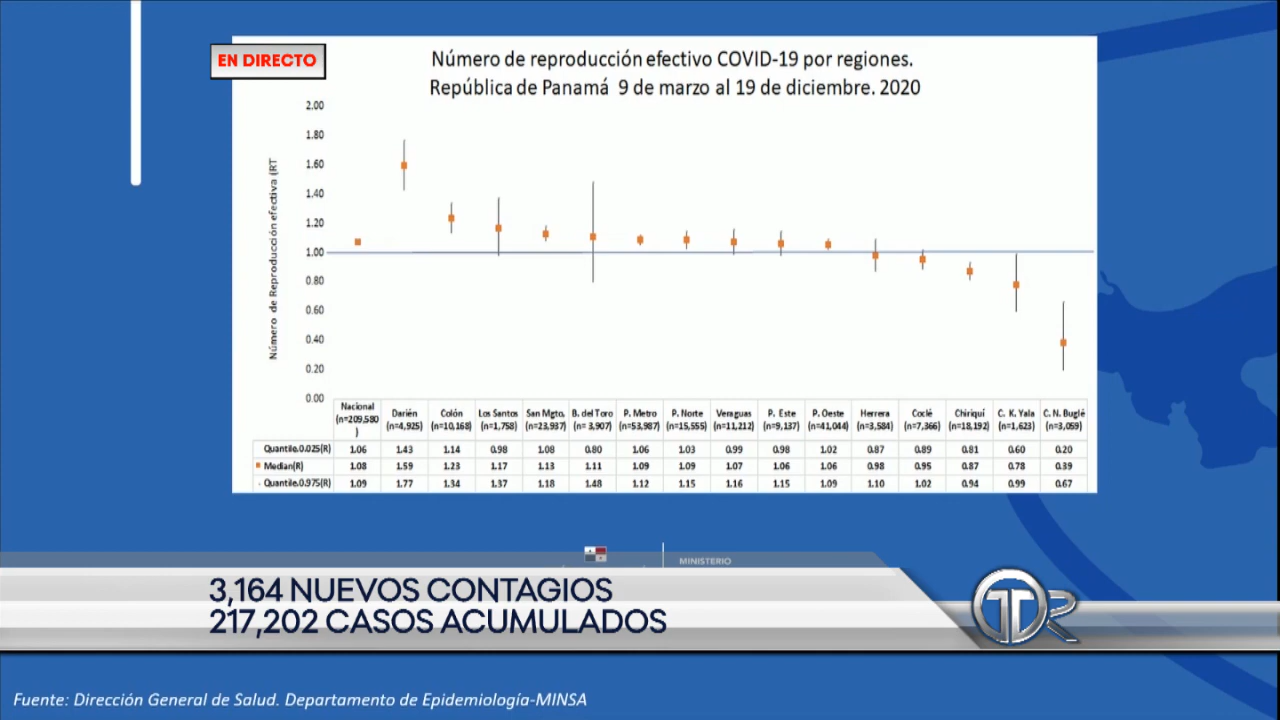 EN DIRECTO
Número de reproducción efectivo COVID-19 por regiones.
República de Panamá 9 de marzo al 19 de diciembre. 2020
Número de Reproducción efectiva (RT
2.00
1.80
1.60
1.40
1.20
1.00
0.80
0.60
0.40
0.20
0.00
Nacional (n=209,580 ) Darién (n=4,925) Colón (n=10,168) Los Santos (n=1,758) San Mgto, (n=23,937) B. del Toro (n= 3,907) P. Metro (n=53,987) P. Norte (n=15,555) Veraguas (n=11,212) P. Este (n=9,137) P. Oeste (n=41,044) Herrera (n=3,584) Coclé (n=7,366) Chiriquí (n=18,192) C. K. Yala (n=1,623) C. N. Buglé (n=3,059)
Quantile.0.025(R) 1.06 1.43 1.14 0.98 1.08 0.80 1.06 1.03 0.99 0.98 1.02 0.87 0.89 0.81 0.60 0.20
Median(R) 1.08 1.59 1.23 1.17 1.13 1.11 1.09 1.09 1.07 1.06 1.06 0.98 0.95 0.87 0.78 0.39
Quantile.0.975(R) 1.09 1.77 1.34 1.37 1.18 1.48 1.12 1.15 1.16 1.15 1.09 1.10 1.02 0.94 0.99 0.67
MINISTERIO
3,164 NUEVOS CONTAGIOS
217,202 CASOS ACUMULADOS
TR
Fuente: Dirección General de Salud. Departamento de Epidemiología-MINSA